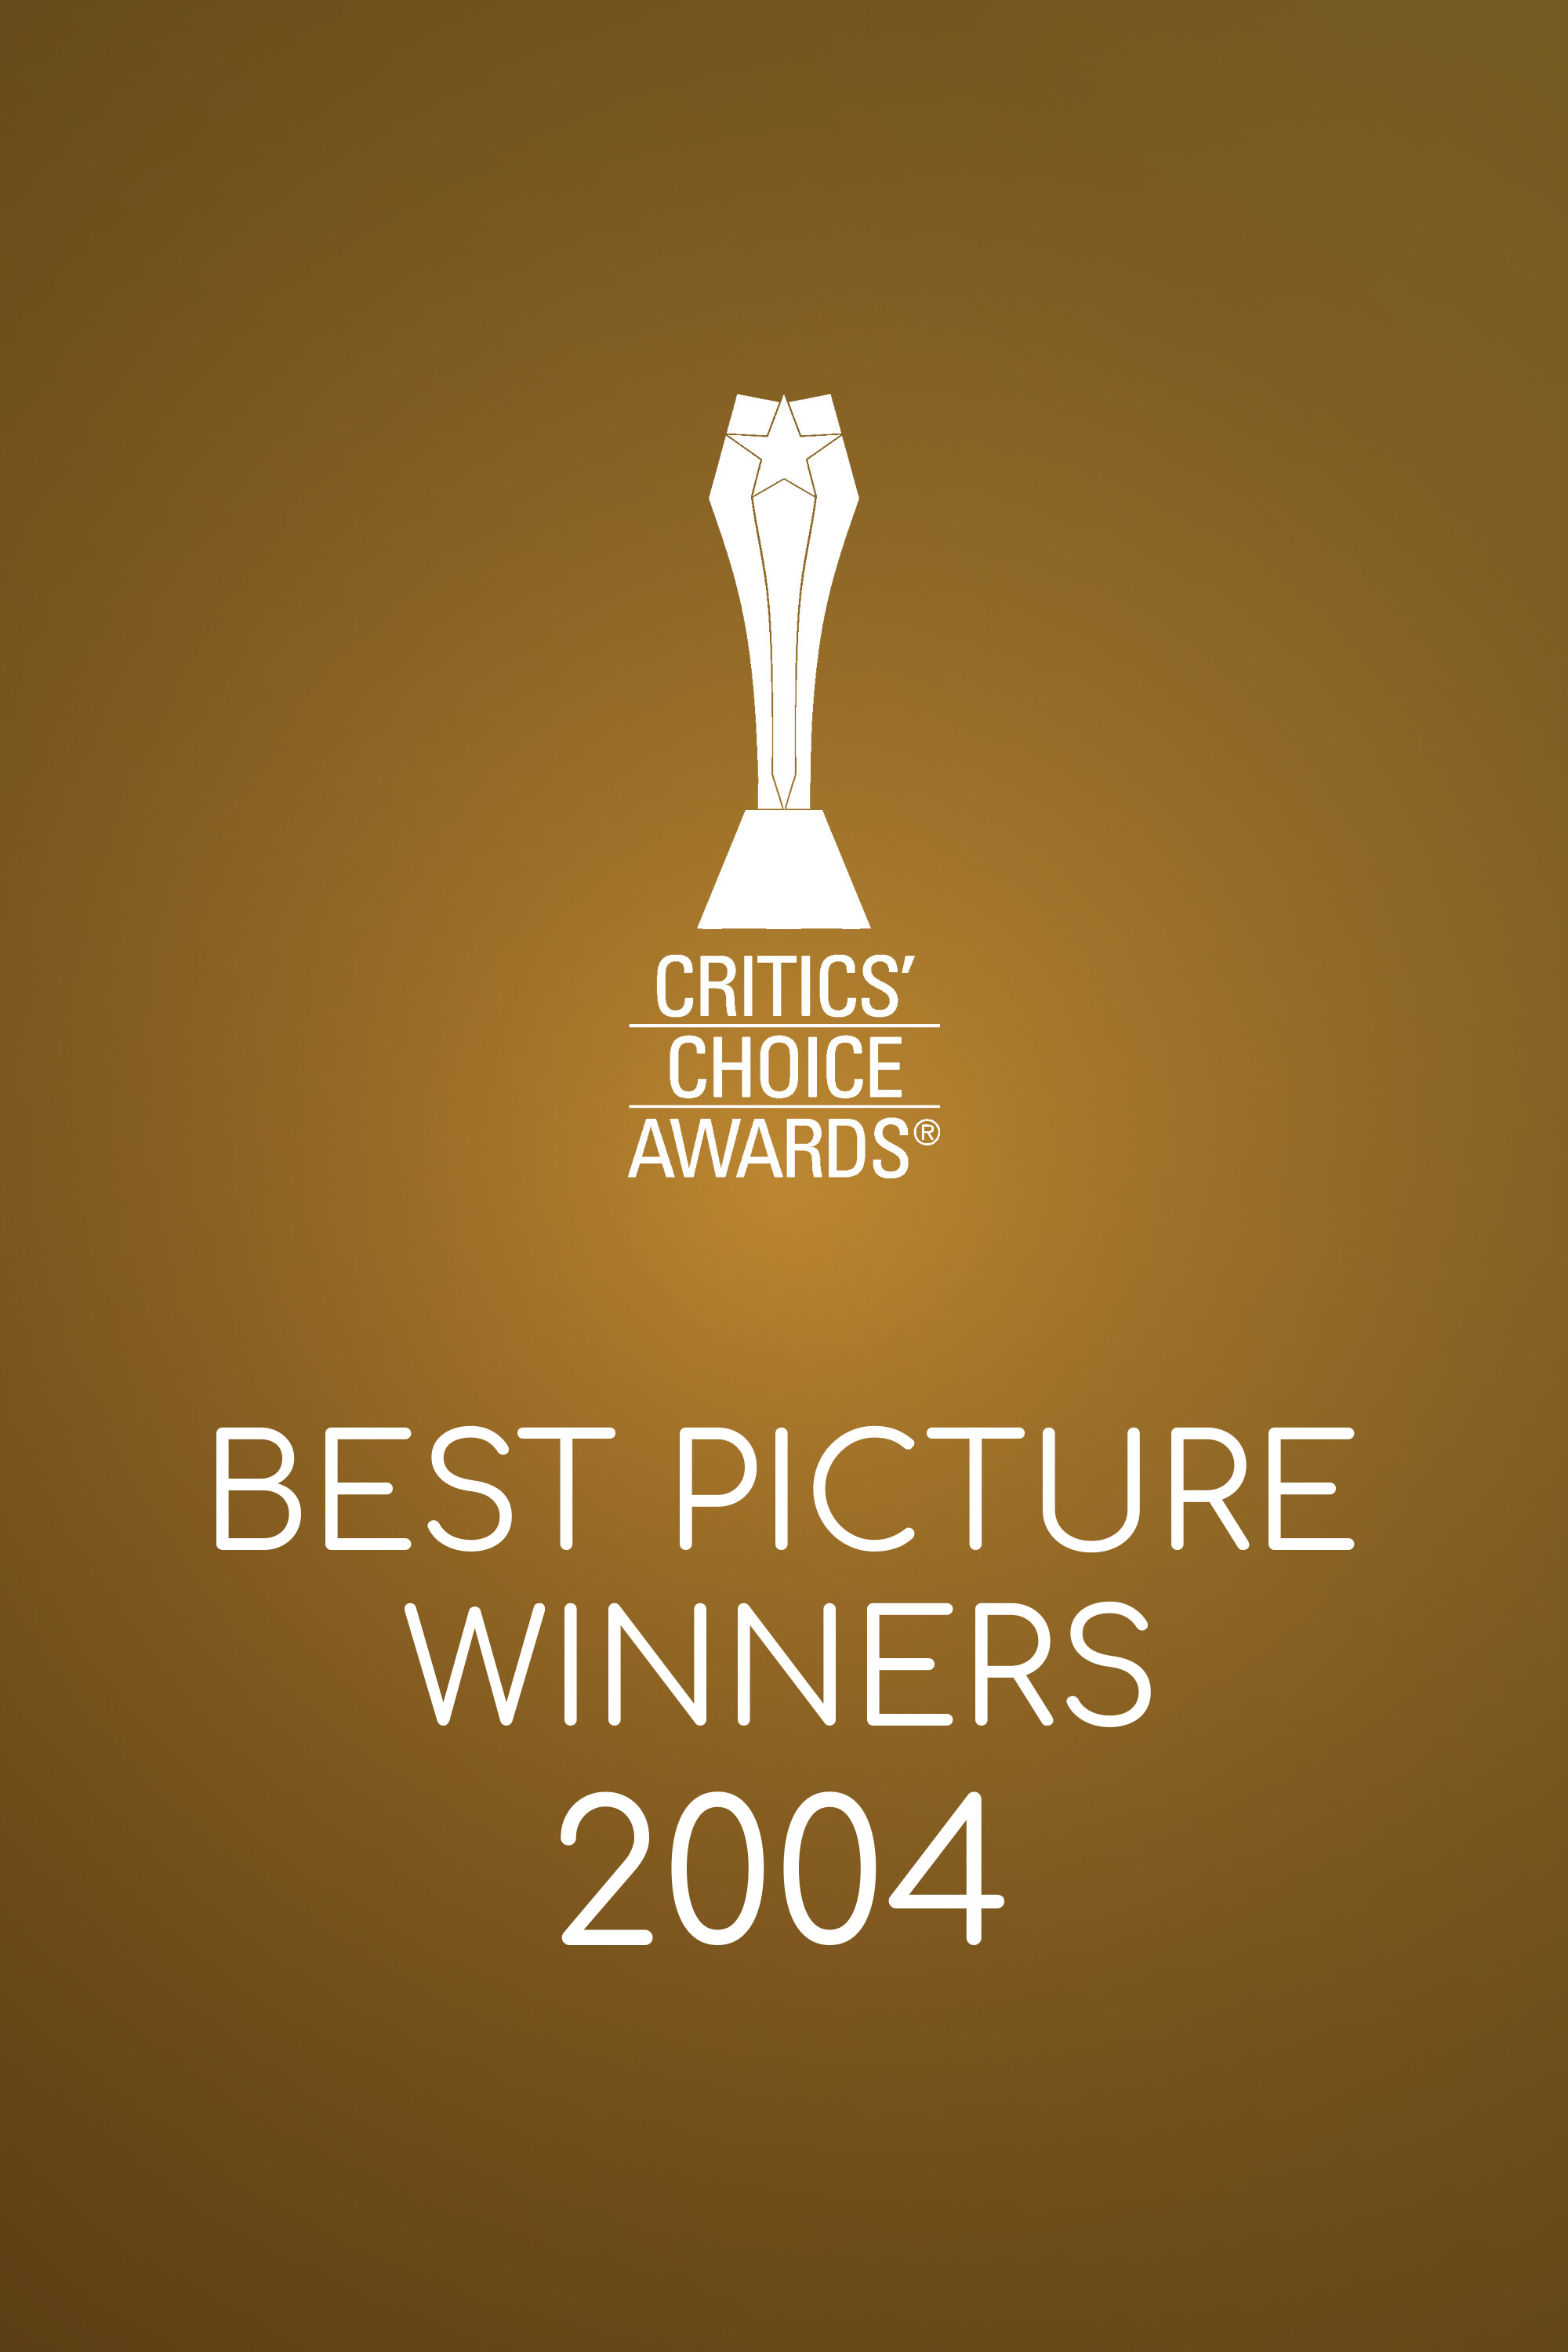 CRITICS'
CHOICE
AWARDS®
BEST PICTURE
WINNERS
2004